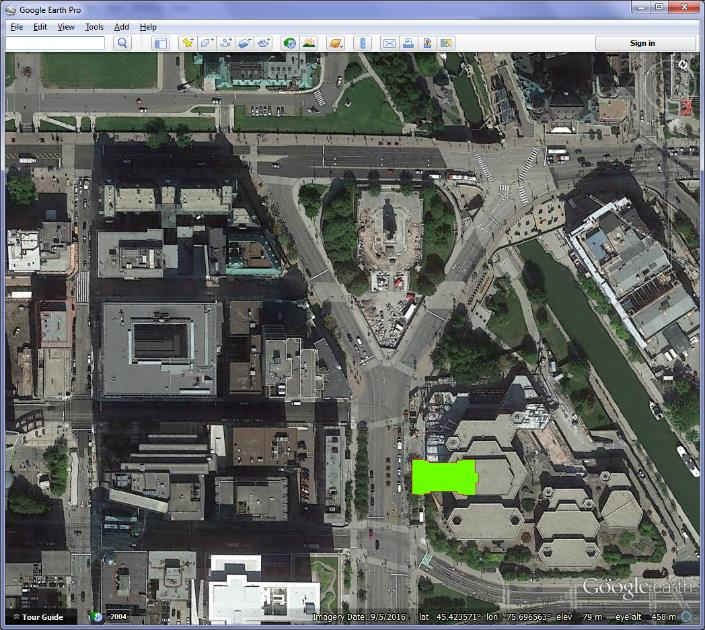 Google Earth Pro
File Edit View Tools Add Help
Sign in
Google earth
Tour Guide 2004 Imagery Date: 9/5/2016 lat 45.423571° lon -75.696563° elev 79 m eye alt 458 m